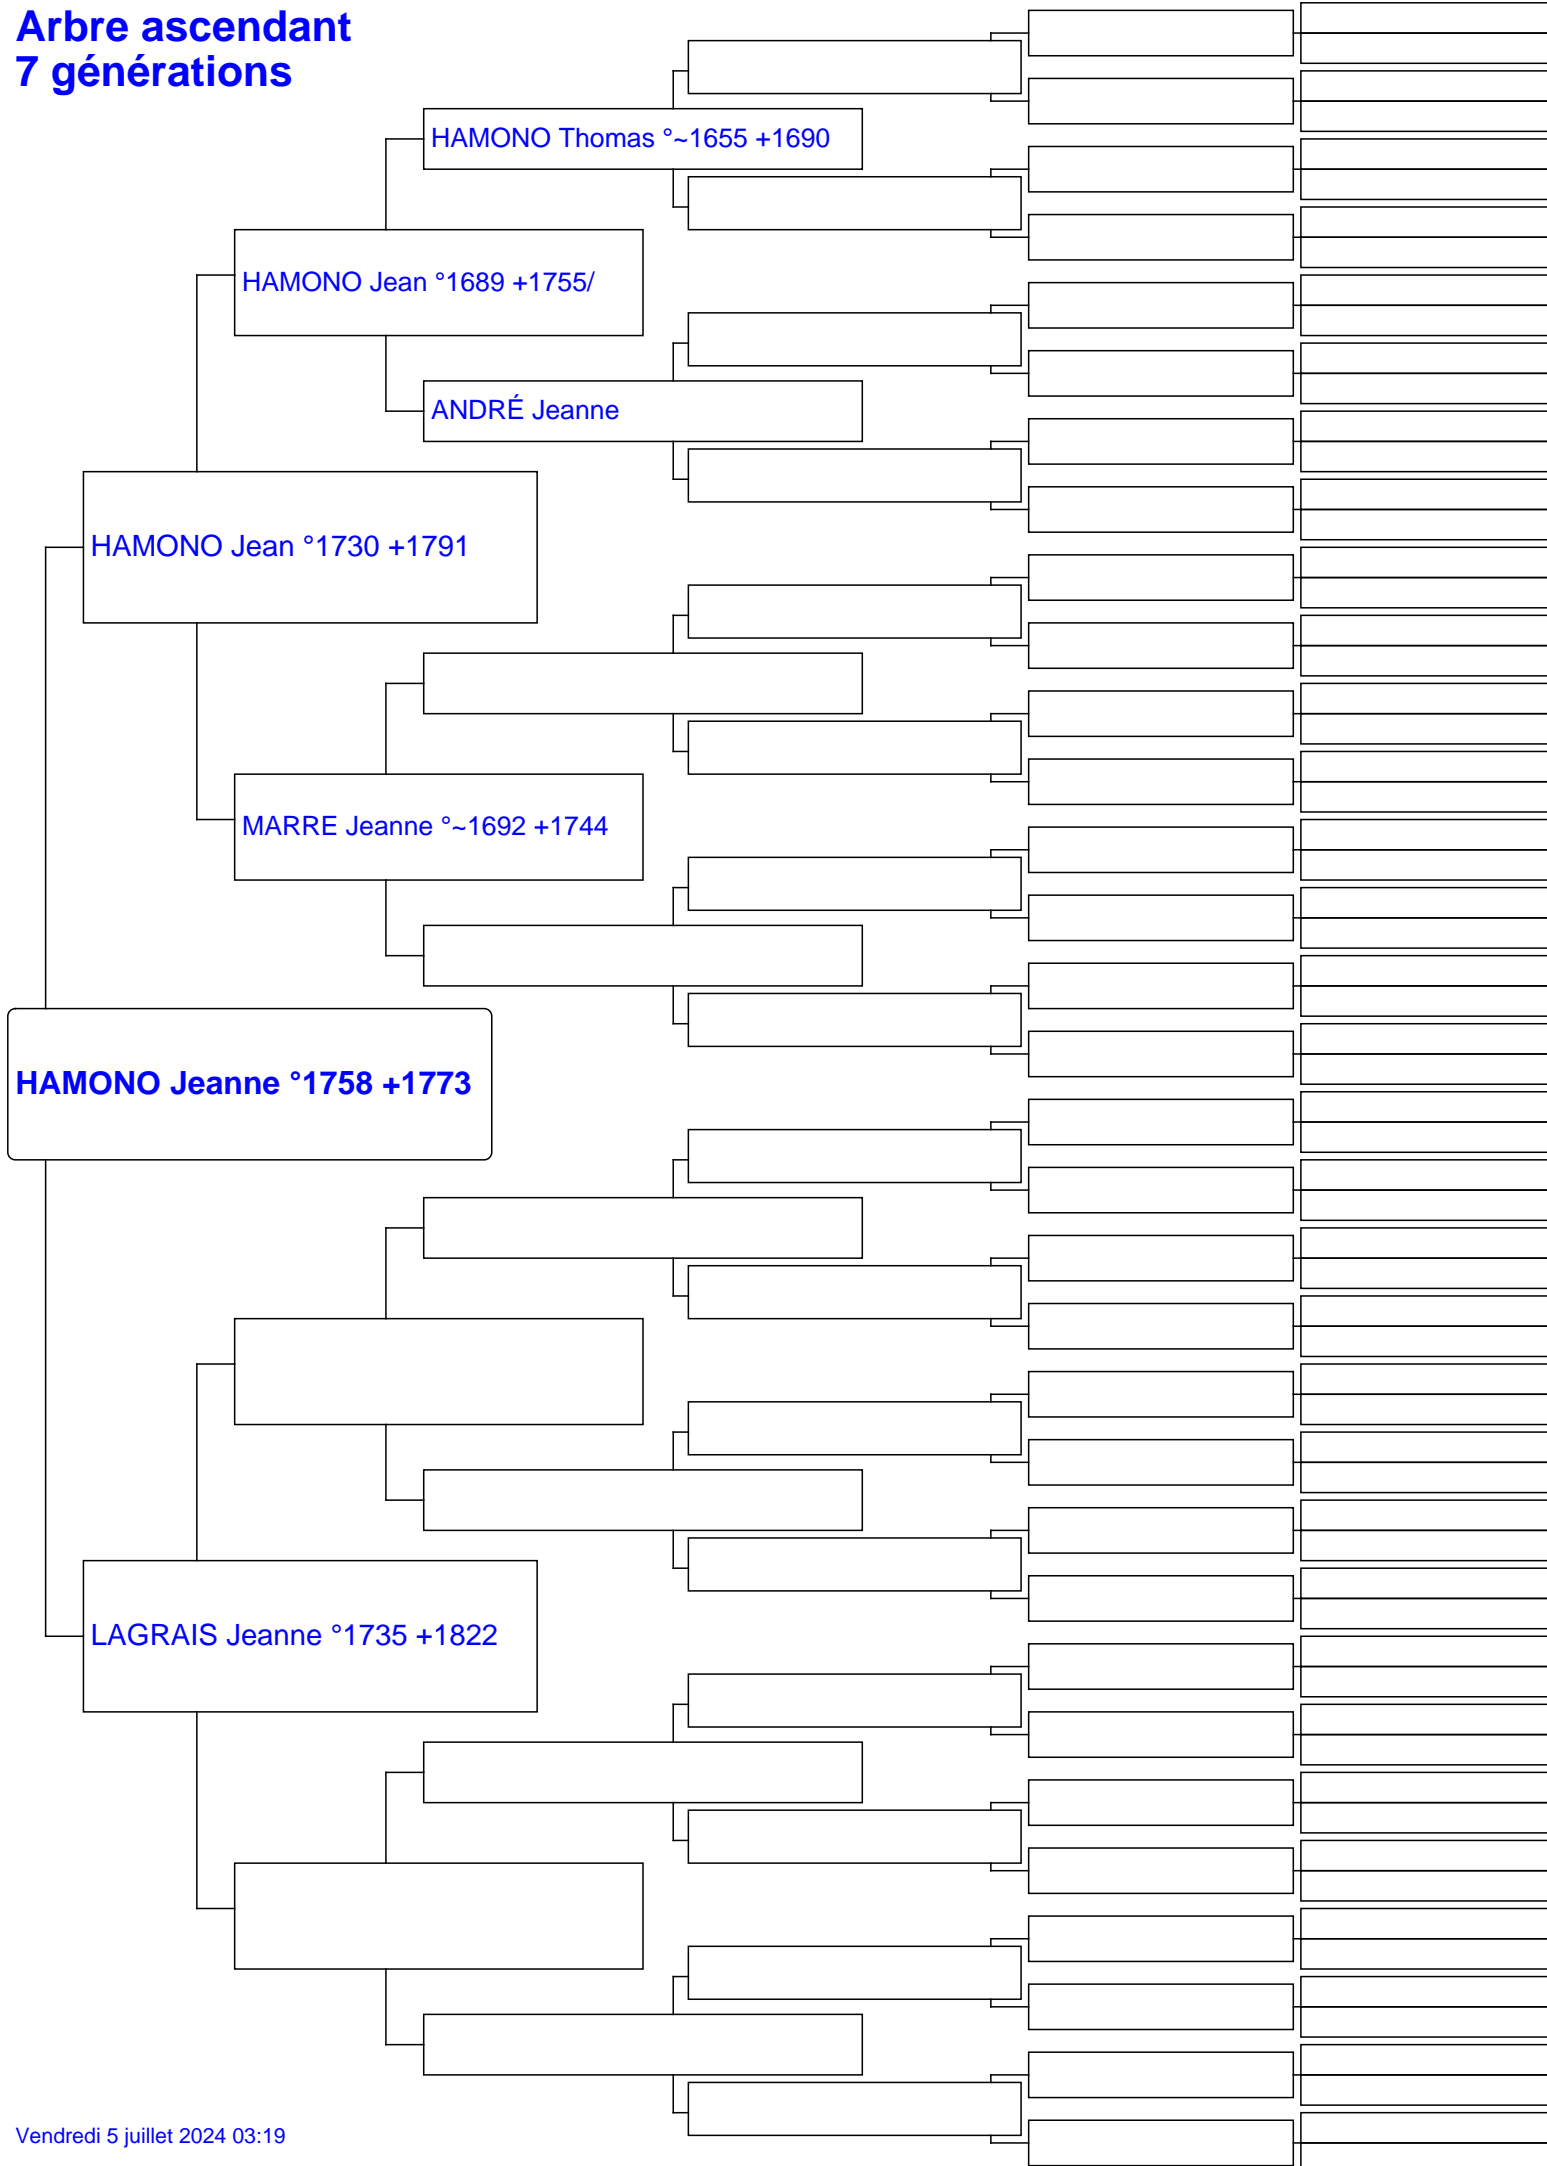 Arbre ascendant
7 générations
HAMONO Thomas °~1655 +1690
HAMONO Jean °1689 +1755/
ANDRÉ Jeanne
HAMONO Jean °1730 +1791
MARRE Jeanne °~1692 +1744
HAMONO Jeanne °1758 +1773
LAGRAIS Jeanne °1735 +1822
Vendredi 5 juillet 2024 03:19